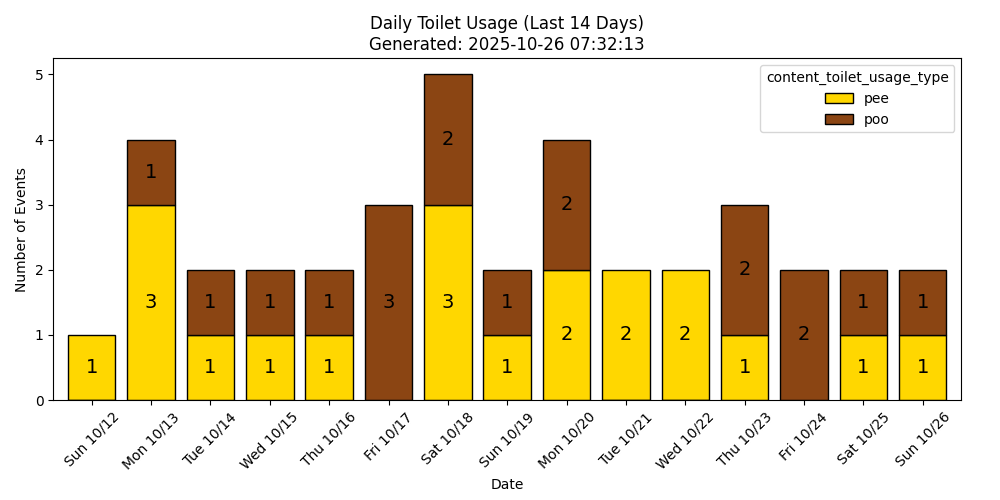 Daily Toilet Usage (Last 14 Days)
Generated: 2025-10-26 07:32:13
content_toilet_usage_type
pee
poo
Number of Events
5
4
3
2
1
0
1
3
1
1
1
1
1
1
1
3
3
2
1
1
2
2
2
2
1
2
2
1
1
1
1
Sun 10/12
Mon 10/13
Tue 10/14
Wed 10/15
Thu 10/16
Fri 10/17
Sat 10/18
Sun 10/19
Mon 10/20
Tue 10/21
Wed 10/22
Thu 10/23
Fri 10/24
Sat 10/25
Sun 10/26
Date